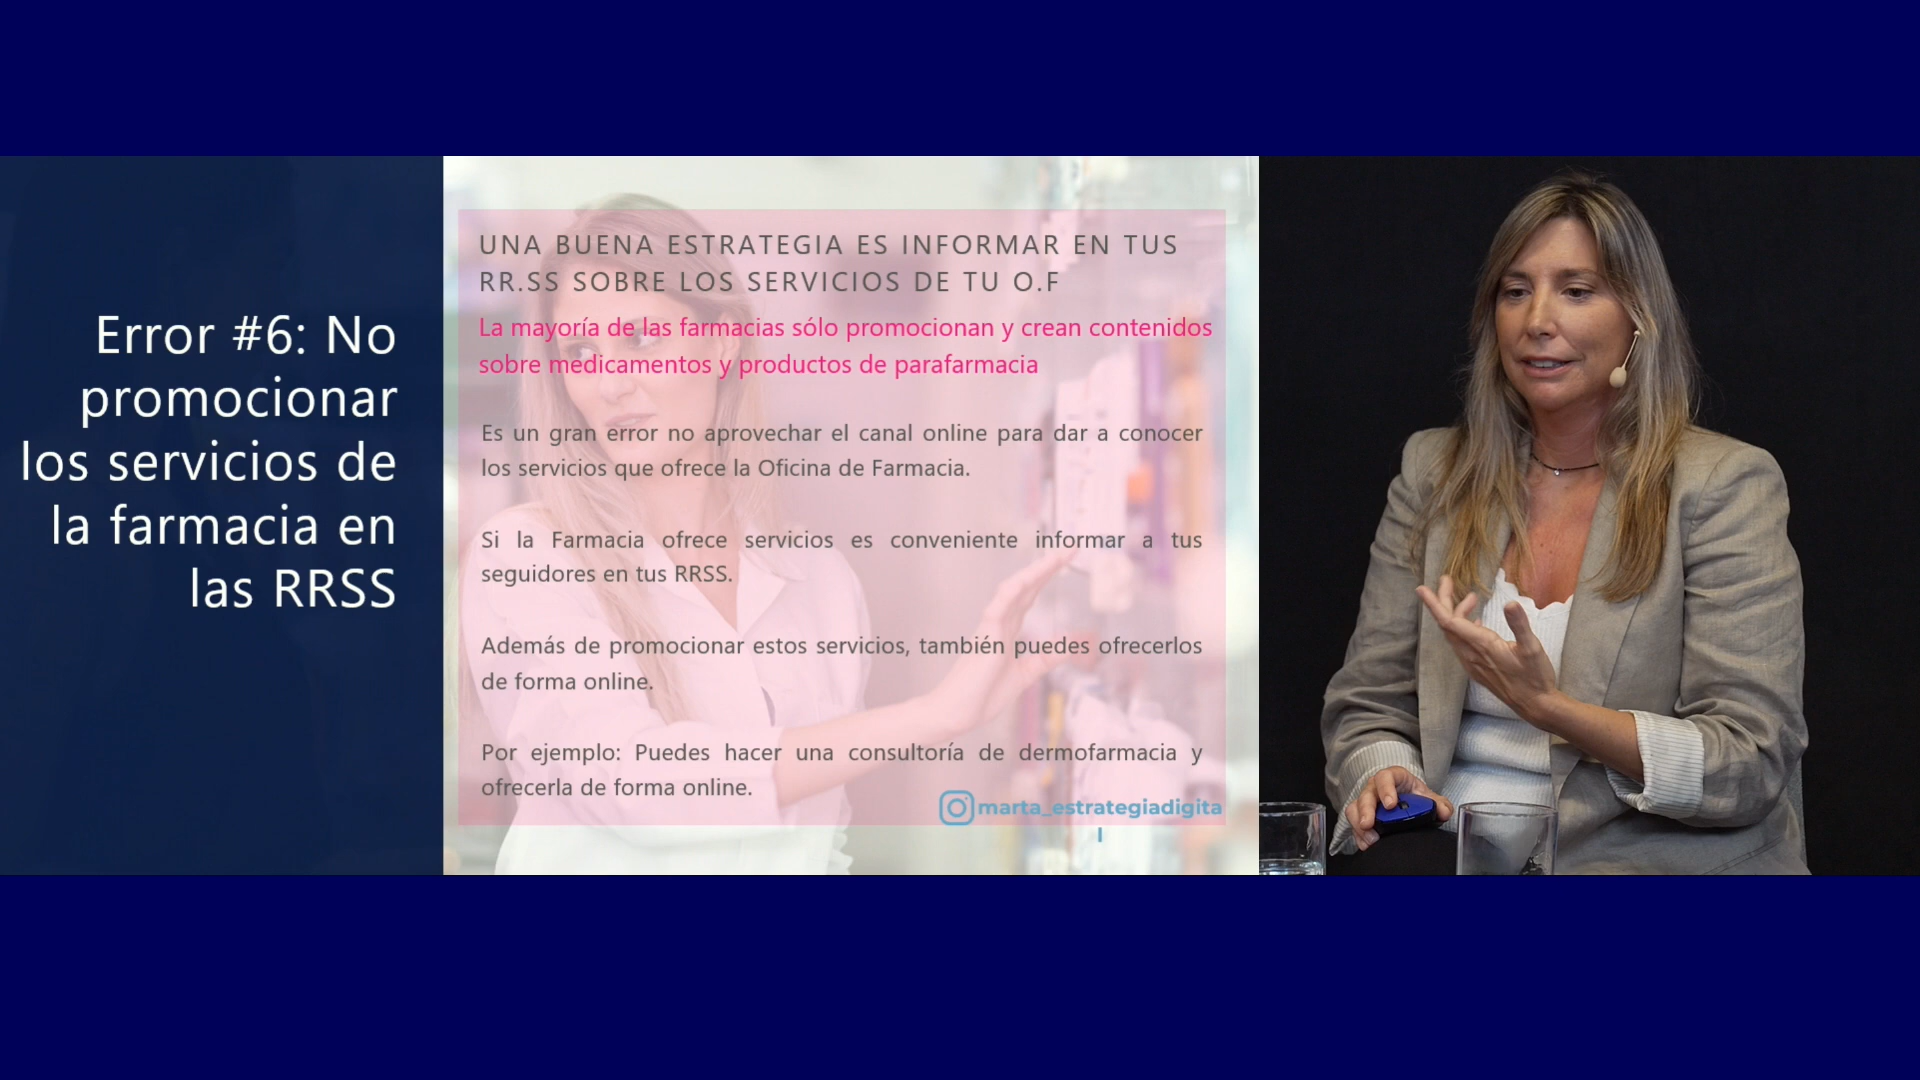 Error #6: No
promocionar
los servicios de
la farmacia en
las RRSS
UNA BUENA ESTRATEGIA ES INFORMAR EN TUS
RR.SS SOBRE LOS SERVICIOS DE TU O.F
La mayoría de las farmacias sólo promocionan y crean contenidos
sobre medicamentos y productos de parafarmacia
Es un gran error no aprovechar el canal online para dar a conocer
los servicios que ofrece la Oficina de Farmacia.
Si la Farmacia ofrece servicios es conveniente informar a tus
seguidores en tus RRSS.
Además de promocionar estos servicios, también puedes ofrecerlos
de forma online.
Por ejemplo: Puedes hacer una consultoría de dermofarmacia y
ofrecerla de forma online.
marta_estrategiadigita
l